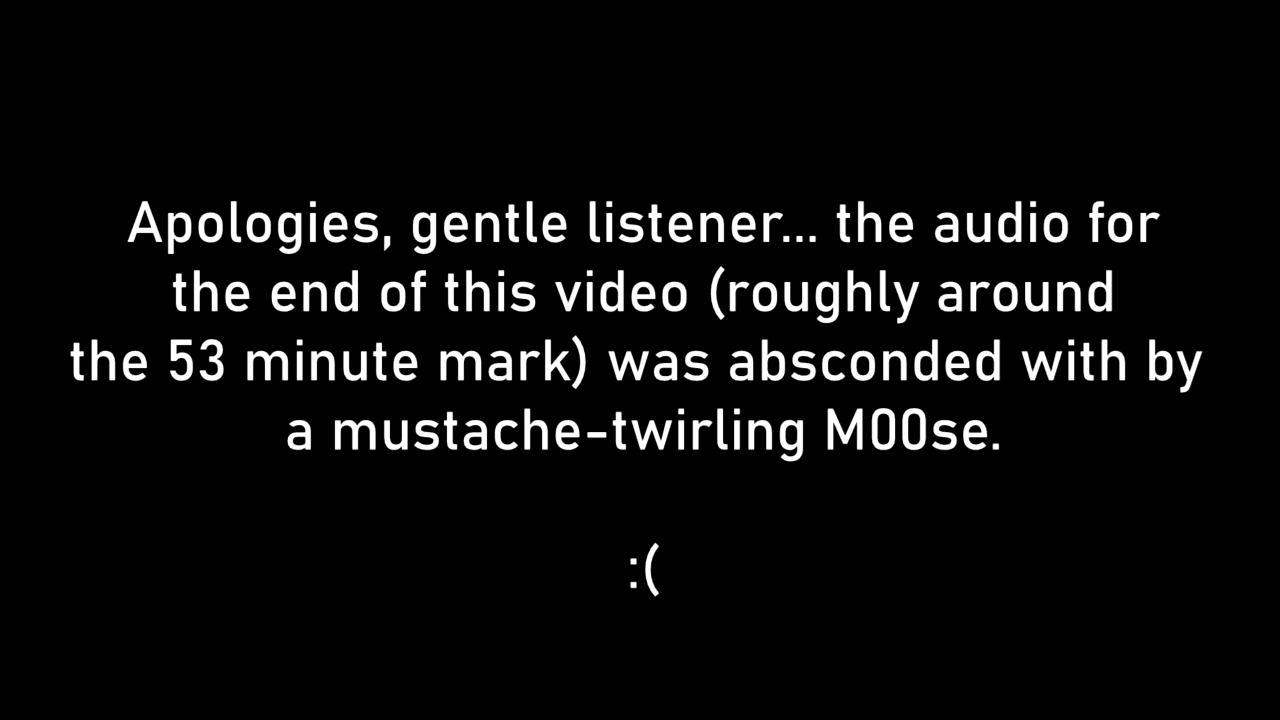 Apologies, gentle listener... the audio for
the end of this video (roughly around
the 53 minute mark) was absconded with by
a mustache-twirling M00se.
:(